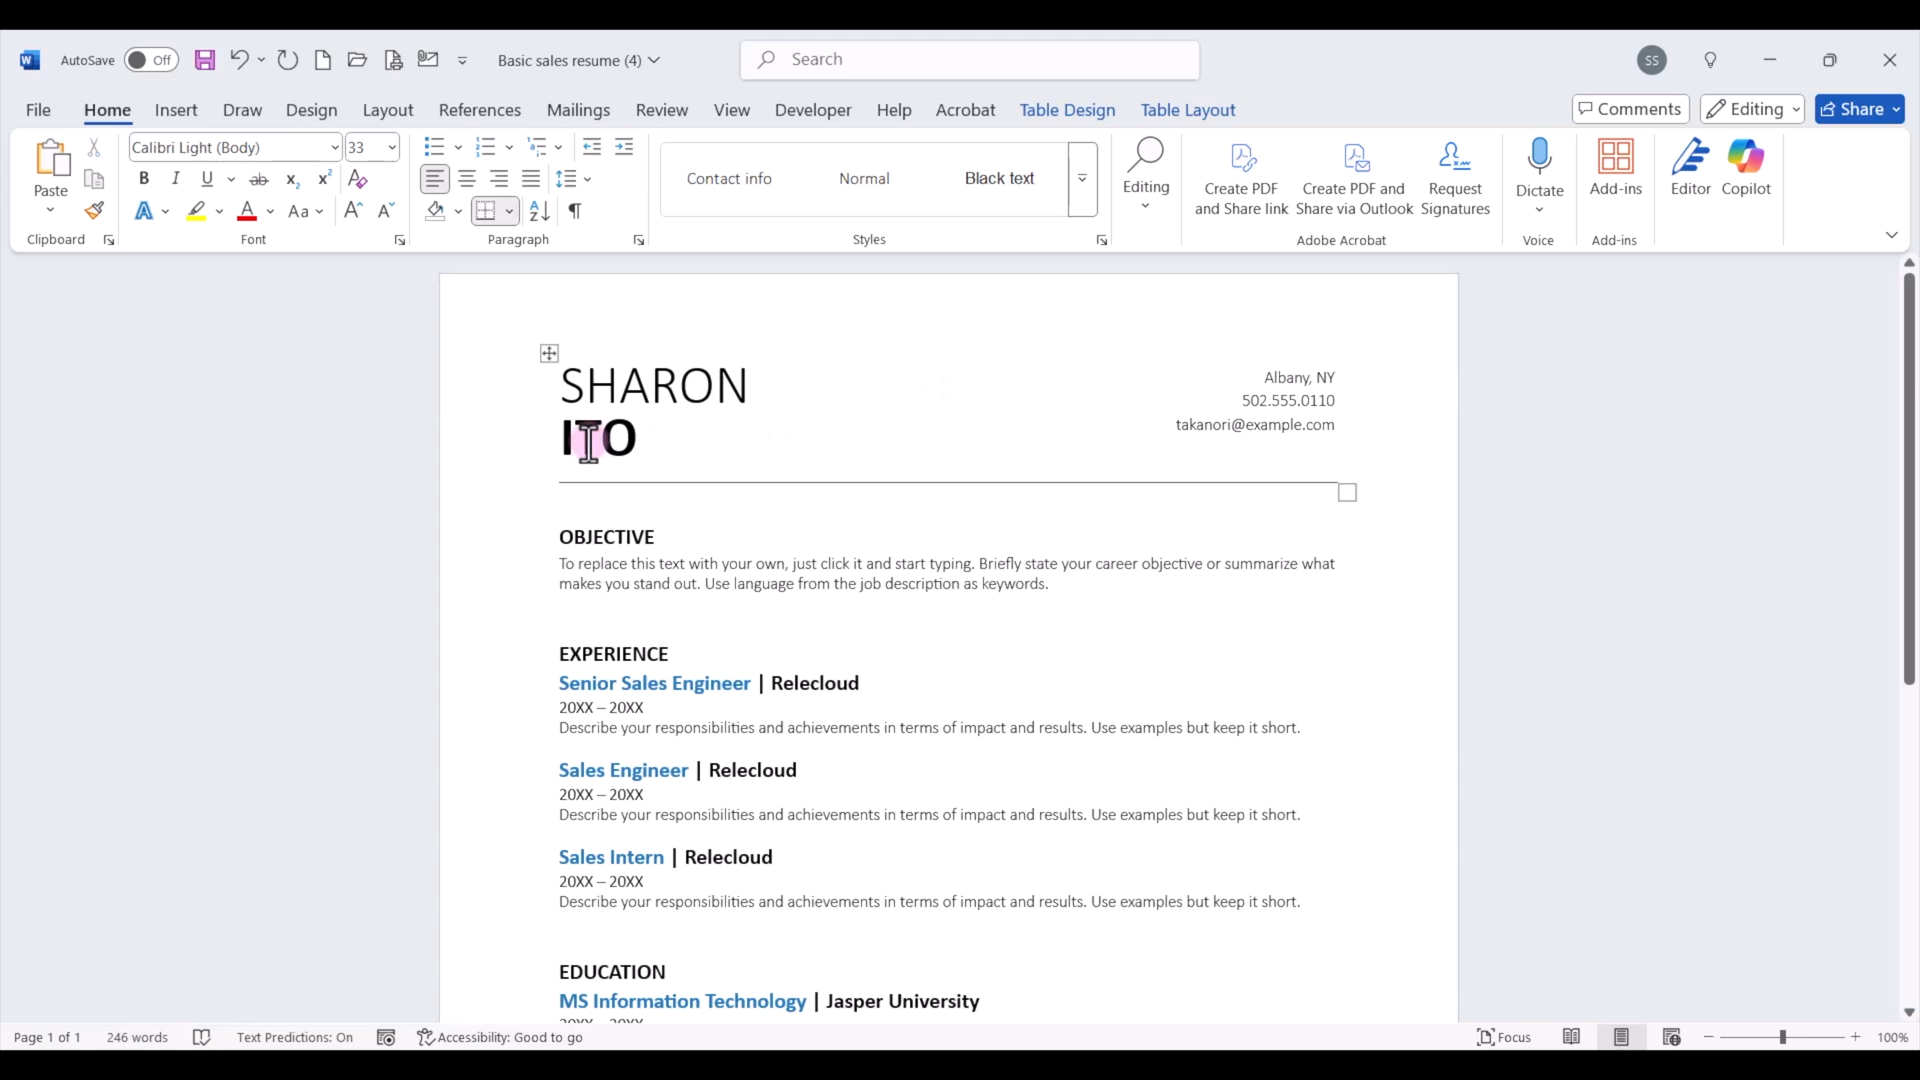 AutoSave Off Basic sales resume (4) Search SS
File Home Insert Draw Design Layout References Mailings Review View Developer Help Acrobat Table Design Table Layout Comments Editing Share
Paste
Clipboard
Calibri Light (Body) 33
B I U ab x₂ x² A
A A Aa A A
Font
Paragraph
Contact info Normal Black text
Styles
Editing
Create PDF
and Share link
Create PDF and
Share via Outlook
Request
Signatures
Adobe Acrobat
Dictate
Voice
Add-ins
Add-ins
Editor
Copilot
SHARON
ITO
Albany, NY
502.555.0110
takanori@example.com
OBJECTIVE
To replace this text with your own, just click it and start typing. Briefly state your career objective or summarize what
makes you stand out. Use language from the job description as keywords.
EXPERIENCE
Senior Sales Engineer | Relecloud
20XX – 20XX
Describe your responsibilities and achievements in terms of impact and results. Use examples but keep it short.
Sales Engineer | Relecloud
20XX – 20XX
Describe your responsibilities and achievements in terms of impact and results. Use examples but keep it short.
Sales Intern | Relecloud
20XX – 20XX
Describe your responsibilities and achievements in terms of impact and results. Use examples but keep it short.
EDUCATION
MS Information Technology | Jasper University
20XX – 20XX
Page 1 of 1 246 words Text Predictions: On Accessibility: Good to go Focus 100%